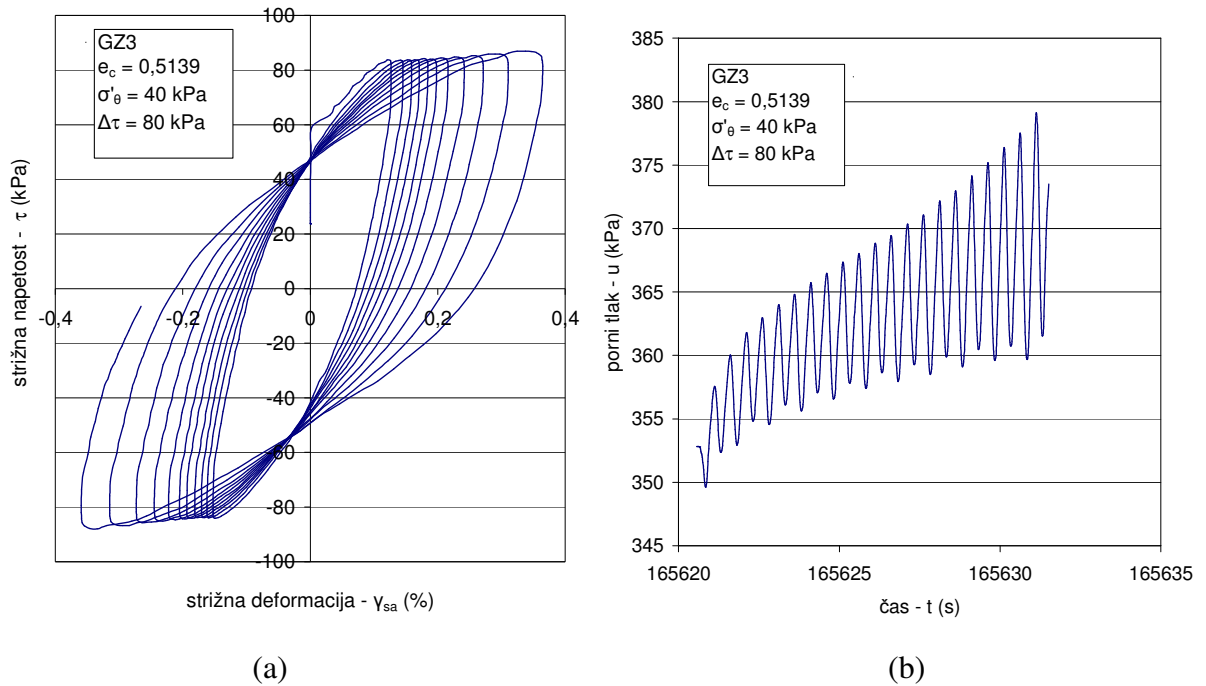 GZ3
e_c = 0,5139
σ'_θ = 40 kPa
Δτ = 80 kPa
100
80
60
40
20
0
-20
-40
-60
-80
-100
-0,4
-0,2
0
0,2
0,4
strižna napetost - τ (kPa)
strižna deformacija - γ_sa (%)
(a)
GZ3
e_c = 0,5139
σ'_θ = 40 kPa
Δτ = 80 kPa
385
380
375
370
365
360
355
350
345
165620
165625
165630
165635
porni tlak - u (kPa)
čas - t (s)
(b)